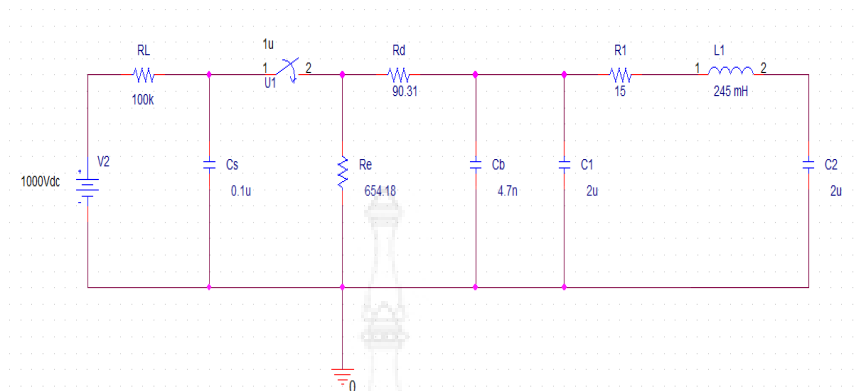 RL
100k
1u
1
2
U1
Rd
90.31
R1
15
L1
1
2
245 mH
V2
1000Vdc
+
-
Cs
0.1u
Re
654.18
Cb
4.7n
C1
2u
C2
2u
0